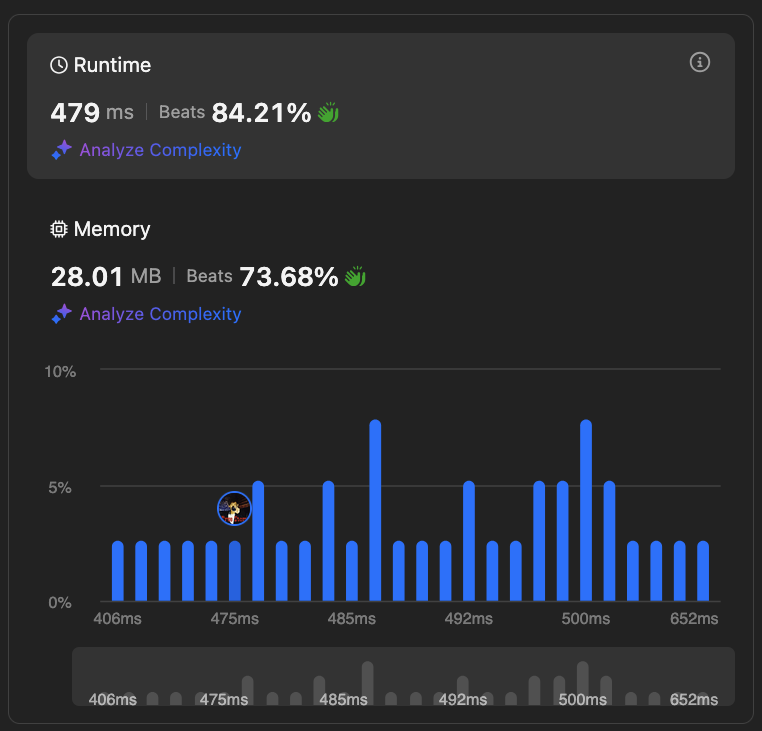 Runtime
479 ms | Beats 84.21%
Analyze Complexity
Memory
28.01 MB | Beats 73.68%
Analyze Complexity
10%
5%
0%
406ms 475ms 485ms 492ms 500ms 652ms
406ms 475ms 485ms 492ms 500ms 652ms